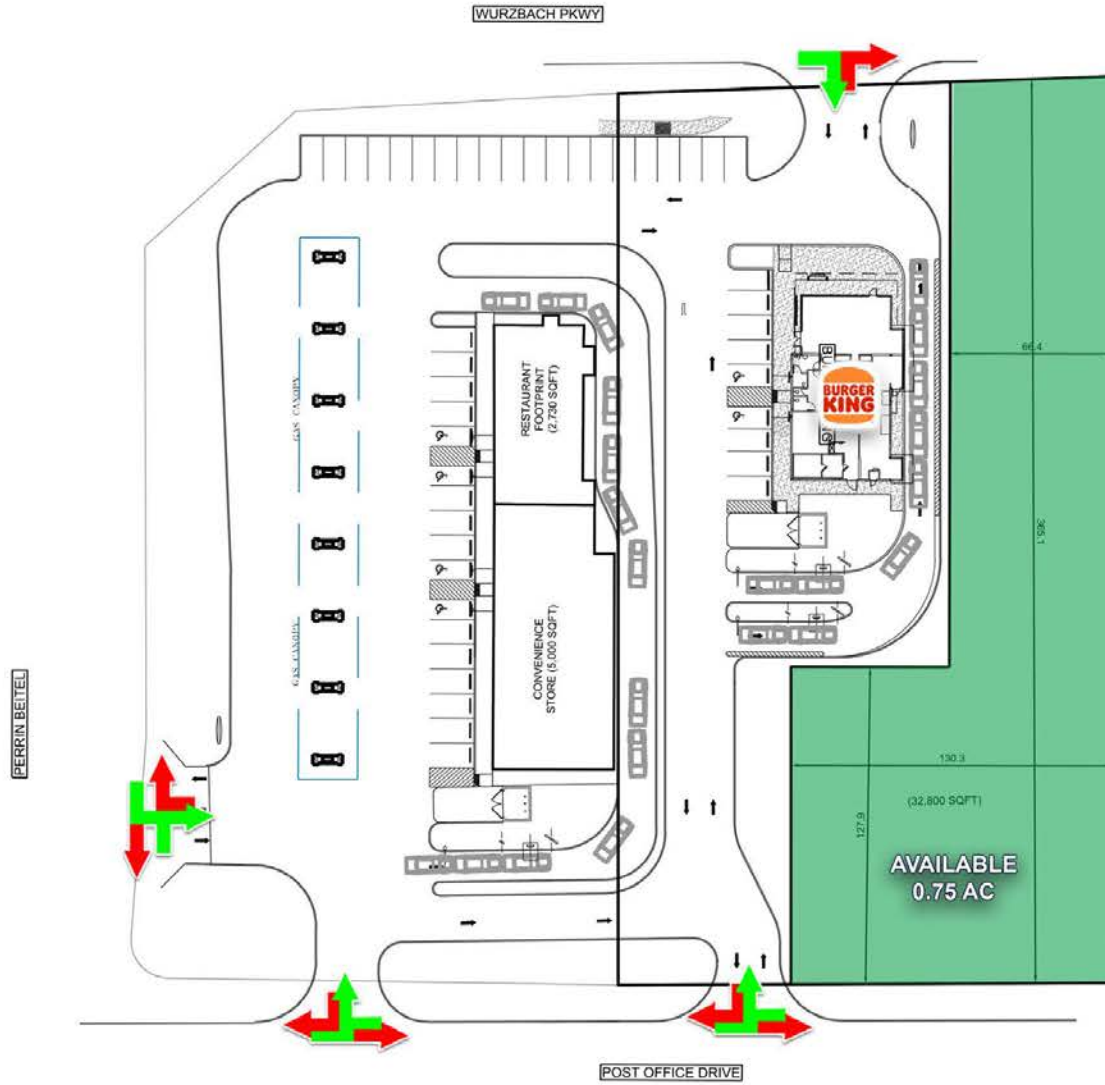 WURZBACH PKWY
GAS CANOPY
RESTAURANT
FOOTPRINT
(2,730 SQFT)
BURGER
KING
66.4
365.1
GAS CANOPY
CONVENIENCE
STORE (5,000 SQFT)
PERRIN BEITEL
130.3
(32,800 SQFT)
127.9
AVAILABLE
0.75 AC
POST OFFICE DRIVE